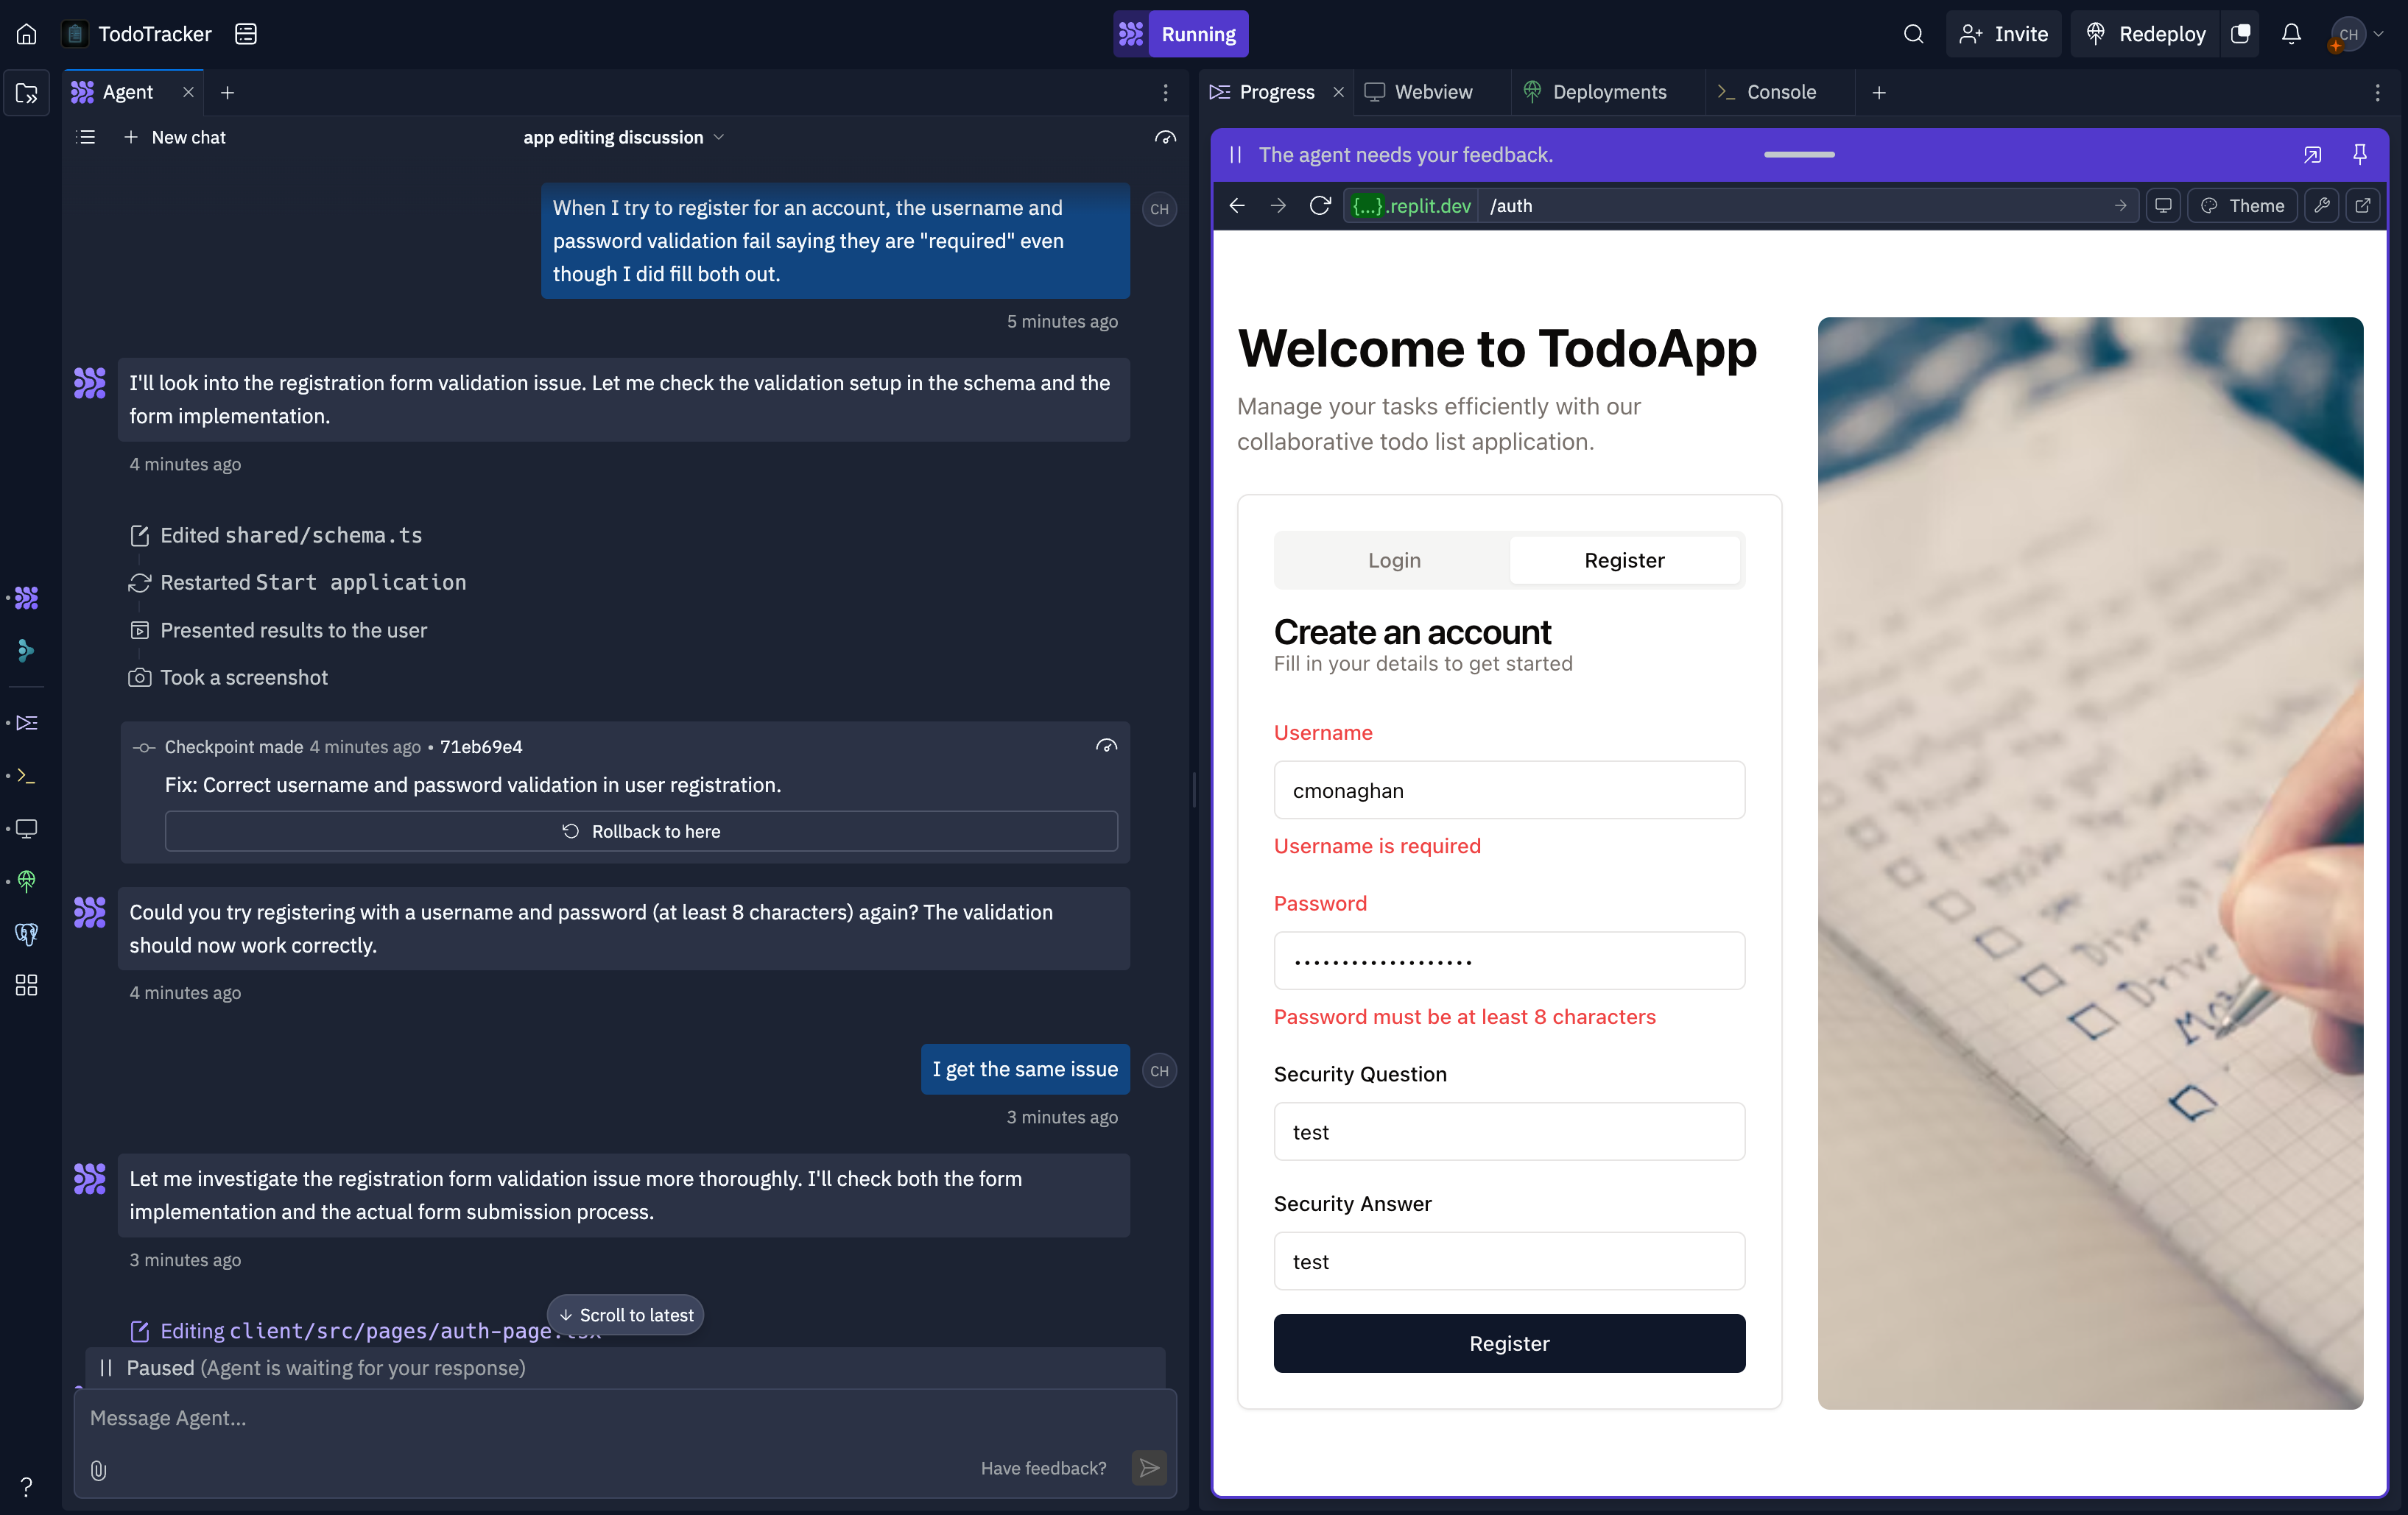 TodoTracker
Running
Invite
Redeploy
CH
Agent
New chat
app editing discussion
When I try to register for an account, the username and
password validation fail saying they are "required" even
though I did fill both out.
CH
5 minutes ago
I'll look into the registration form validation issue. Let me check the validation setup in the schema and the
form implementation.
4 minutes ago
Edited shared/schema.ts
Restarted Start application
Presented results to the user
Took a screenshot
Checkpoint made 4 minutes ago • 71eb69e4
Fix: Correct username and password validation in user registration.
Rollback to here
Could you try registering with a username and password (at least 8 characters) again? The validation
should now work correctly.
4 minutes ago
I get the same issue
CH
3 minutes ago
Let me investigate the registration form validation issue more thoroughly. I'll check both the form
implementation and the actual form submission process.
3 minutes ago
Scroll to latest
Editing client/src/pages/auth-page.tsx
Paused (Agent is waiting for your response)
Message Agent...
Have feedback?
Progress
Webview
Deployments
Console
The agent needs your feedback.
{...}.replit.dev
/auth
Theme
Welcome to TodoApp
Manage your tasks efficiently with our
collaborative todo list application.
Login
Register
Create an account
Fill in your details to get started
Username
cmonaghan
Username is required
Password
Password must be at least 8 characters
Security Question
test
Security Answer
test
Register
Drive
Drive